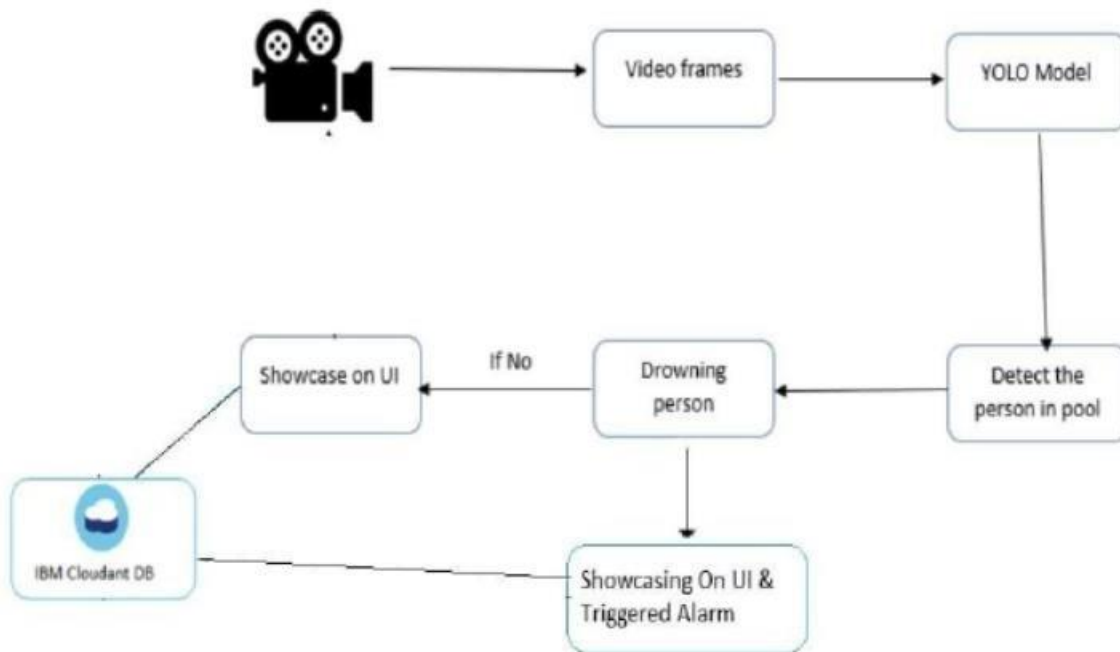 Video frames
YOLO Model
If No
Showcase on UI
Drowning
person
Detect the
person in pool
IBM Cloudant DB
Showcasing On UI &
Triggered Alarm